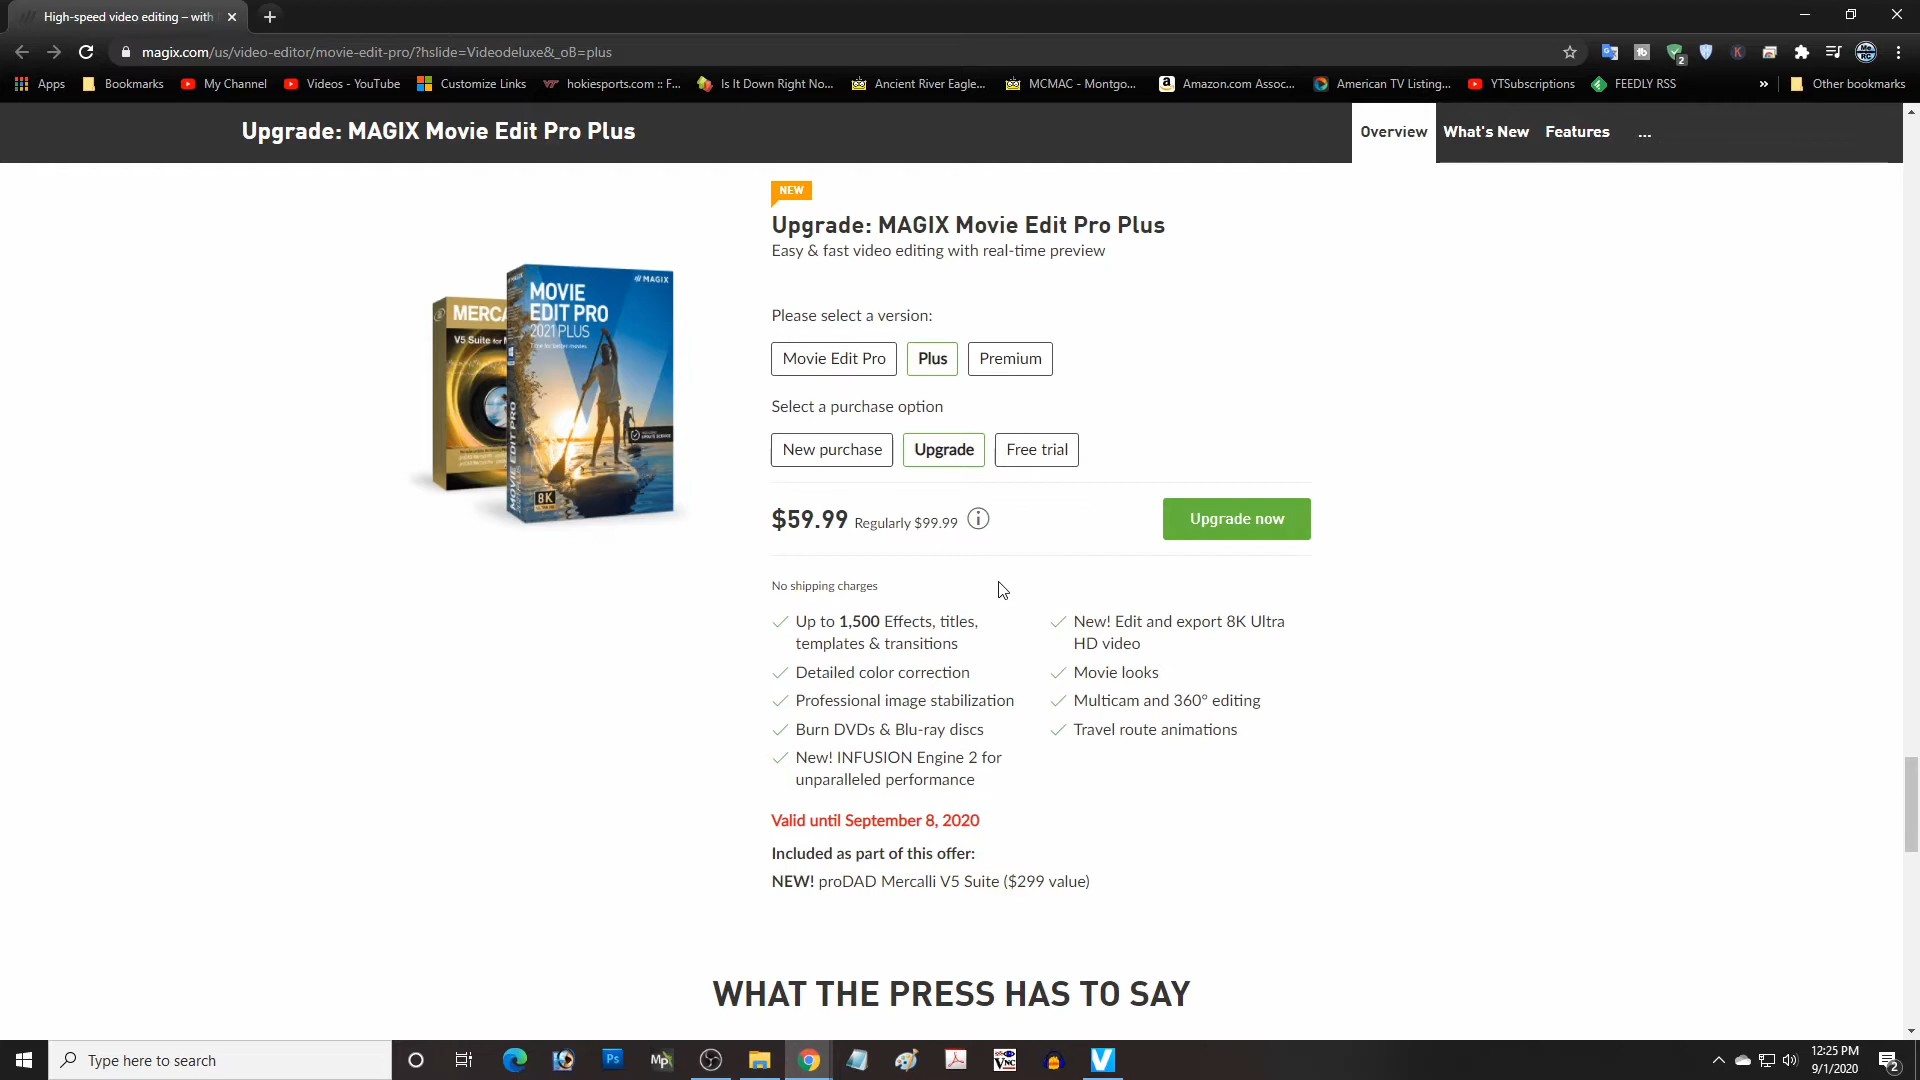 High-speed video editing – with
magix.com/us/video-editor/movie-edit-pro/?hslide=Videodeluxe&_oB=plus
2
Apps
Bookmarks
My Channel
Videos - YouTube
Customize Links
hokiesports.com :: F...
Is It Down Right No...
Ancient River Eagle...
MCMAC - Montgo...
Amazon.com Assoc...
American TV Listing...
YTSubscriptions
FEEDLY RSS
»
Other bookmarks
Upgrade: MAGIX Movie Edit Pro Plus
Overview
What's New
Features
...
NEW
Upgrade: MAGIX Movie Edit Pro Plus
Easy & fast video editing with real-time preview
MAGIX
MOVIE
EDIT PRO
2021 PLUS
MOVIE EDIT PRO
8K
V5 Suite for
Please select a version:
Movie Edit Pro
Plus
Premium
Select a purchase option
New purchase
Upgrade
Free trial
$59.99 Regularly $99.99
Upgrade now
No shipping charges
Up to 1,500 Effects, titles,
templates & transitions
Detailed color correction
Professional image stabilization
Burn DVDs & Blu-ray discs
New! INFUSION Engine 2 for
unparalleled performance
New! Edit and export 8K Ultra
HD video
Movie looks
Multicam and 360° editing
Travel route animations
Valid until September 8, 2020
Included as part of this offer:
NEW! proDAD Mercalli V5 Suite ($299 value)
WHAT THE PRESS HAS TO SAY
Type here to search
Ps
Mp
VNC
12:25 PM
9/1/2020
2